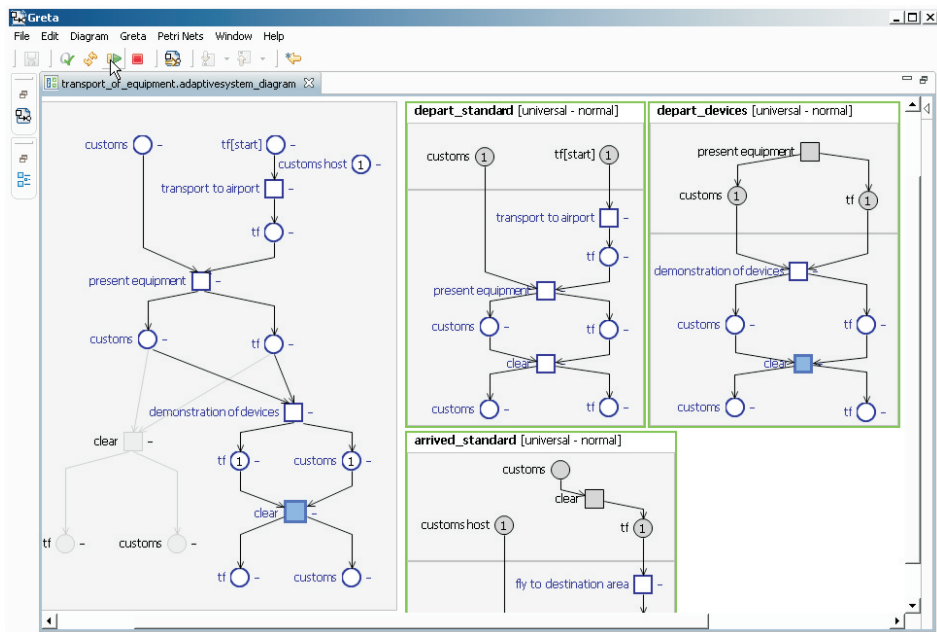 Greta
File Edit Diagram Greta Petri Nets Window Help
transport_of_equipment.adaptivesystem_diagram
customs -
tf[start] -
customs host 1 -
transport to airport -
tf -
present equipment -
customs -
tf -
demonstration of devices -
clear -
tf 1 -
customs 1 -
clear -
tf -
customs -
tf -
customs -
depart_standard [universal - normal]
customs 1
tf[start] 1
transport to airport -
tf -
present equipment -
customs -
tf -
clear -
customs -
tf -
depart_devices [universal - normal]
present equipment
customs 1
tf 1
demonstration of devices
customs -
tf -
clear -
customs -
tf -
arrived_standard [universal - normal]
customs
clear
customs host 1
tf 1
fly to destination area -